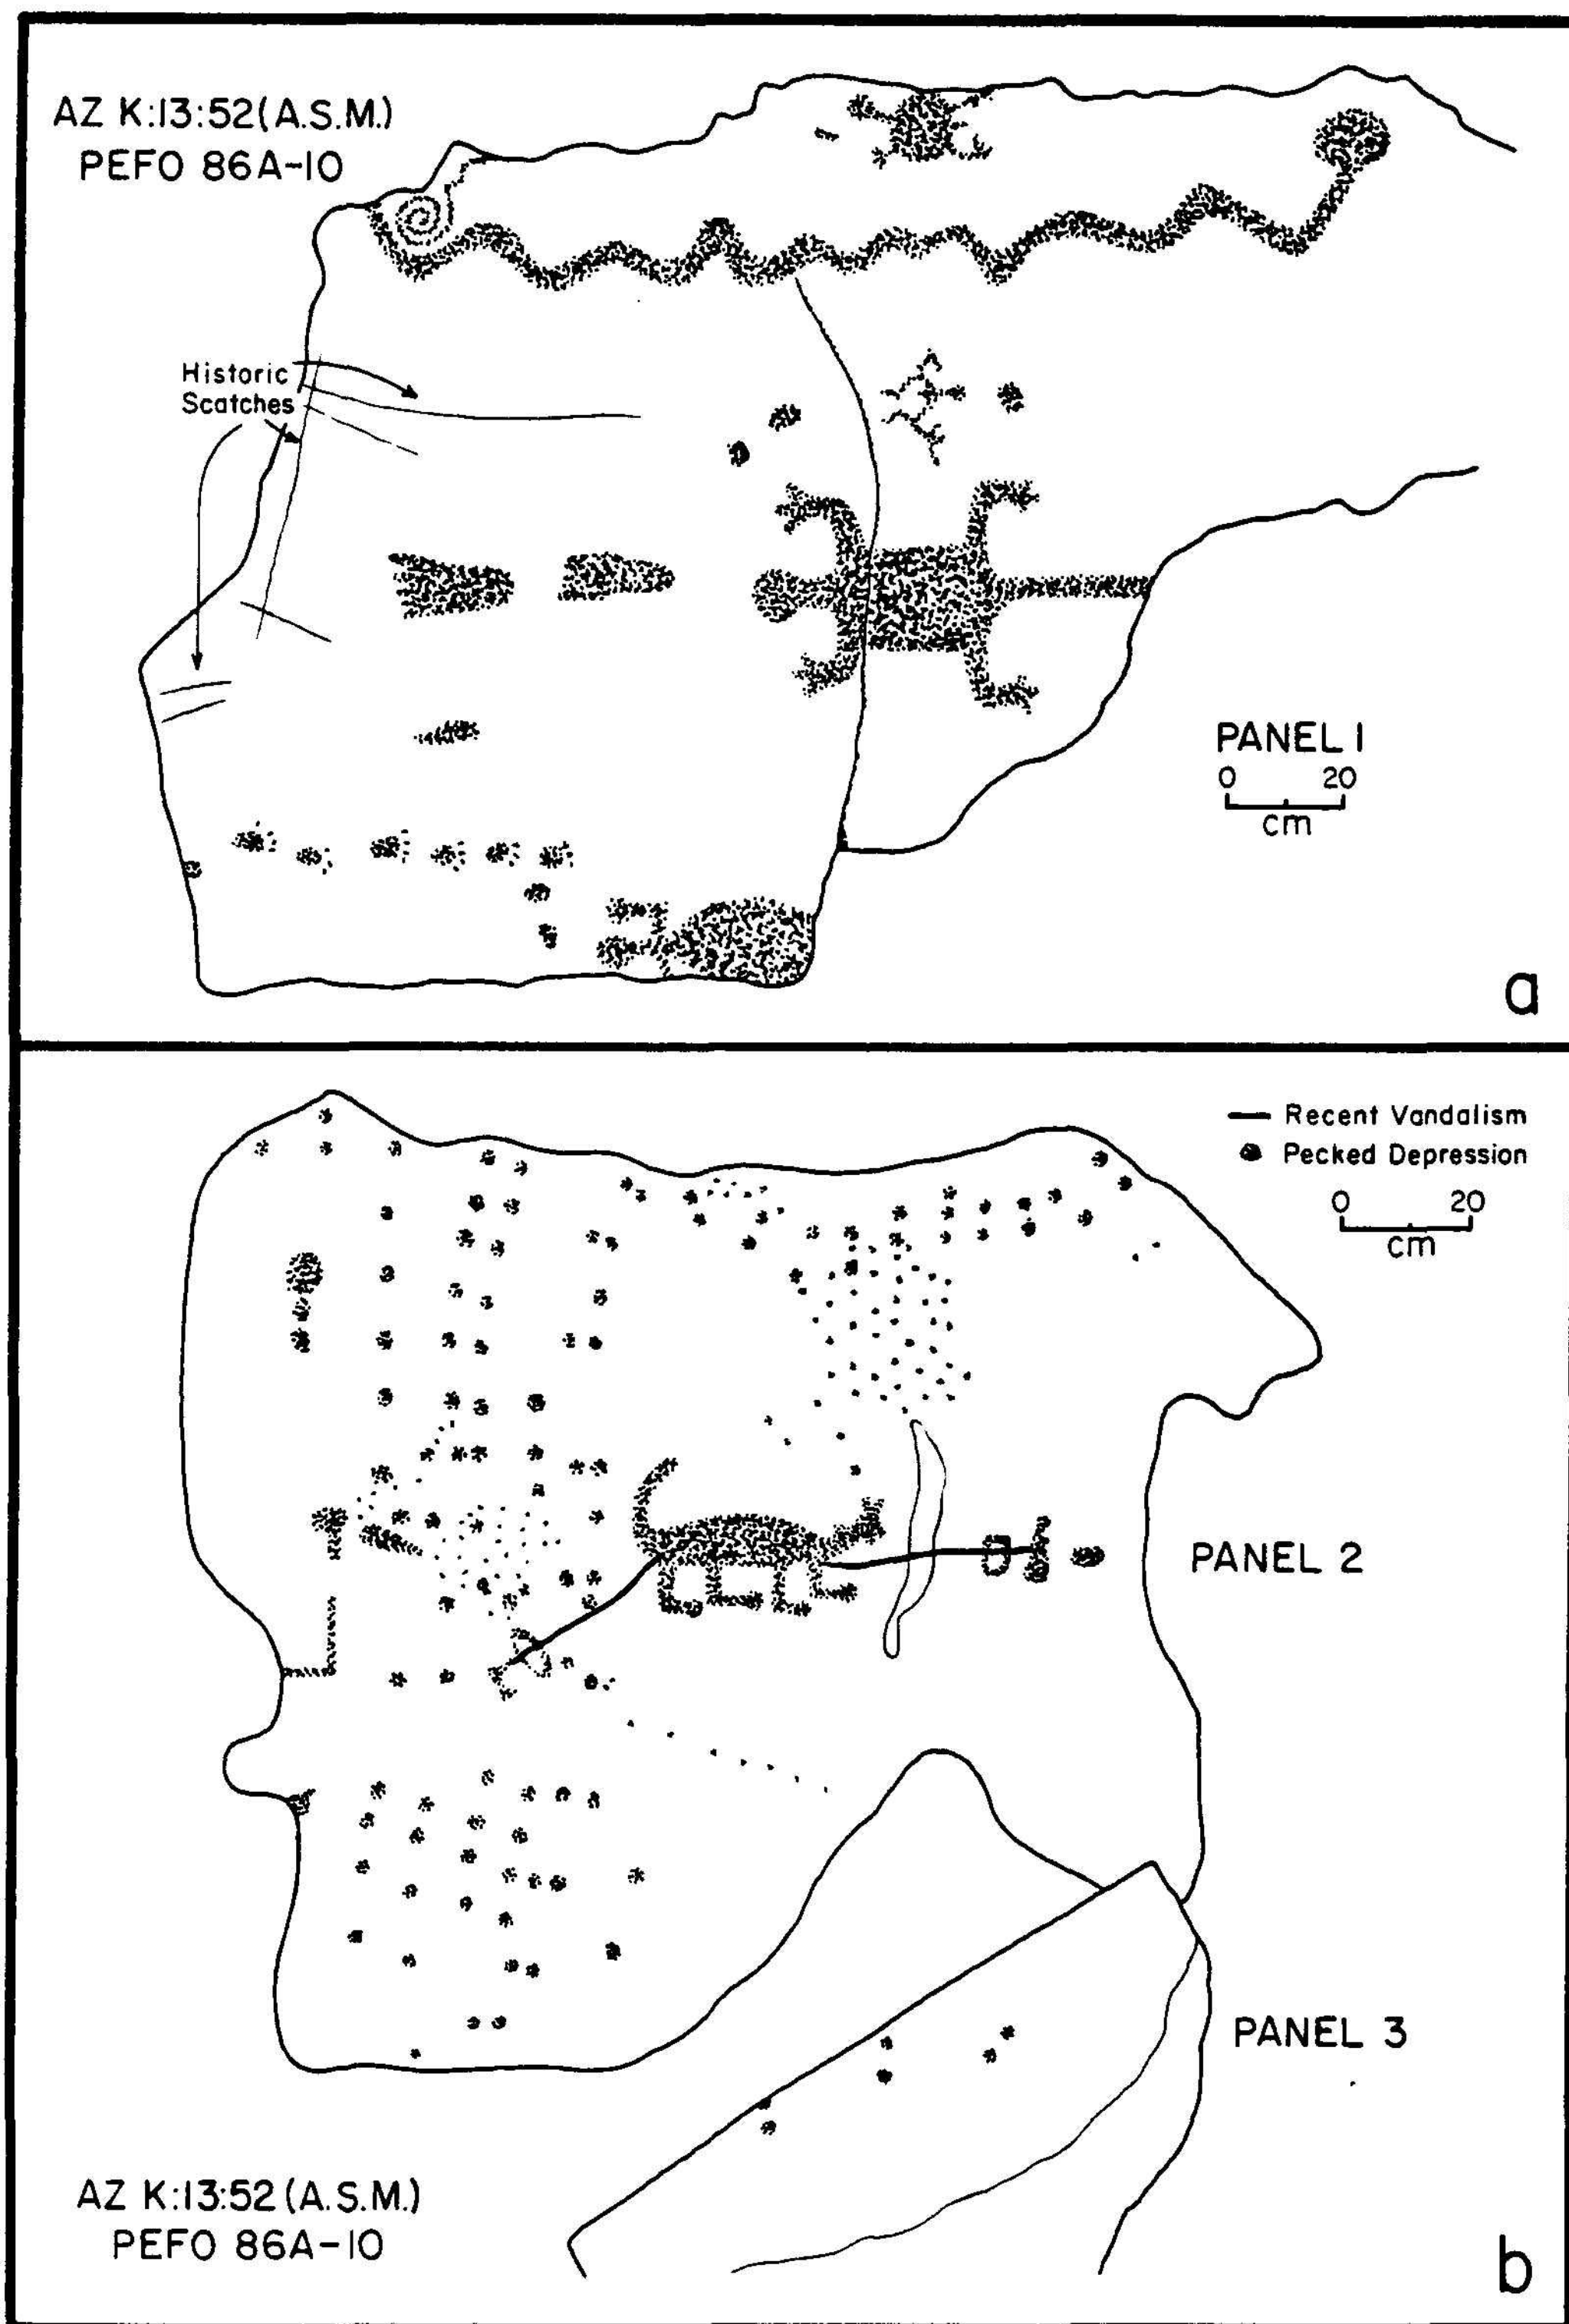 AZ K:13:52(A.S.M.)
PEFO 86A-10
Historic
Scatches
PANEL 1
0 20
cm
a
Recent Vandalism
Pecked Depression
0 20
cm
PANEL 2
PANEL 3
AZ K:13:52(A.S.M.)
PEFO 86A-10
b